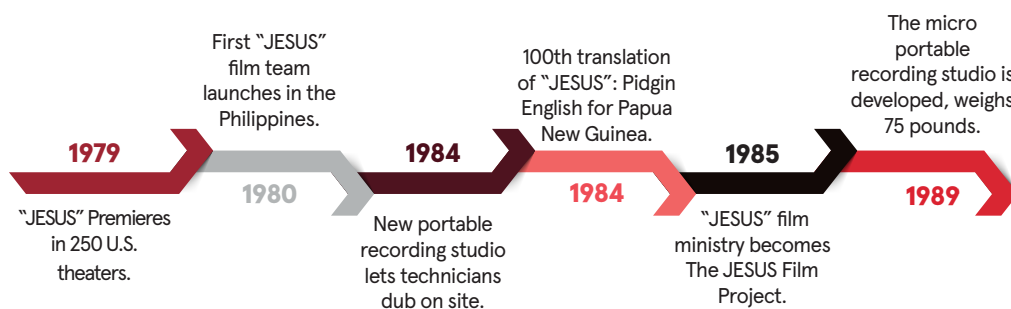 1979
"JESUS" Premieres
in 250 U.S.
theaters.
First "JESUS"
film team
launches in the
Philippines.
1980
1984
New portable
recording studio
lets technicians
dub on site.
100th translation
of "JESUS": Pidgin
English for Papua
New Guinea.
1984
1985
"JESUS" film
ministry becomes
The JESUS Film
Project.
The micro
portable
recording studio is
developed, weighs
75 pounds.
1989